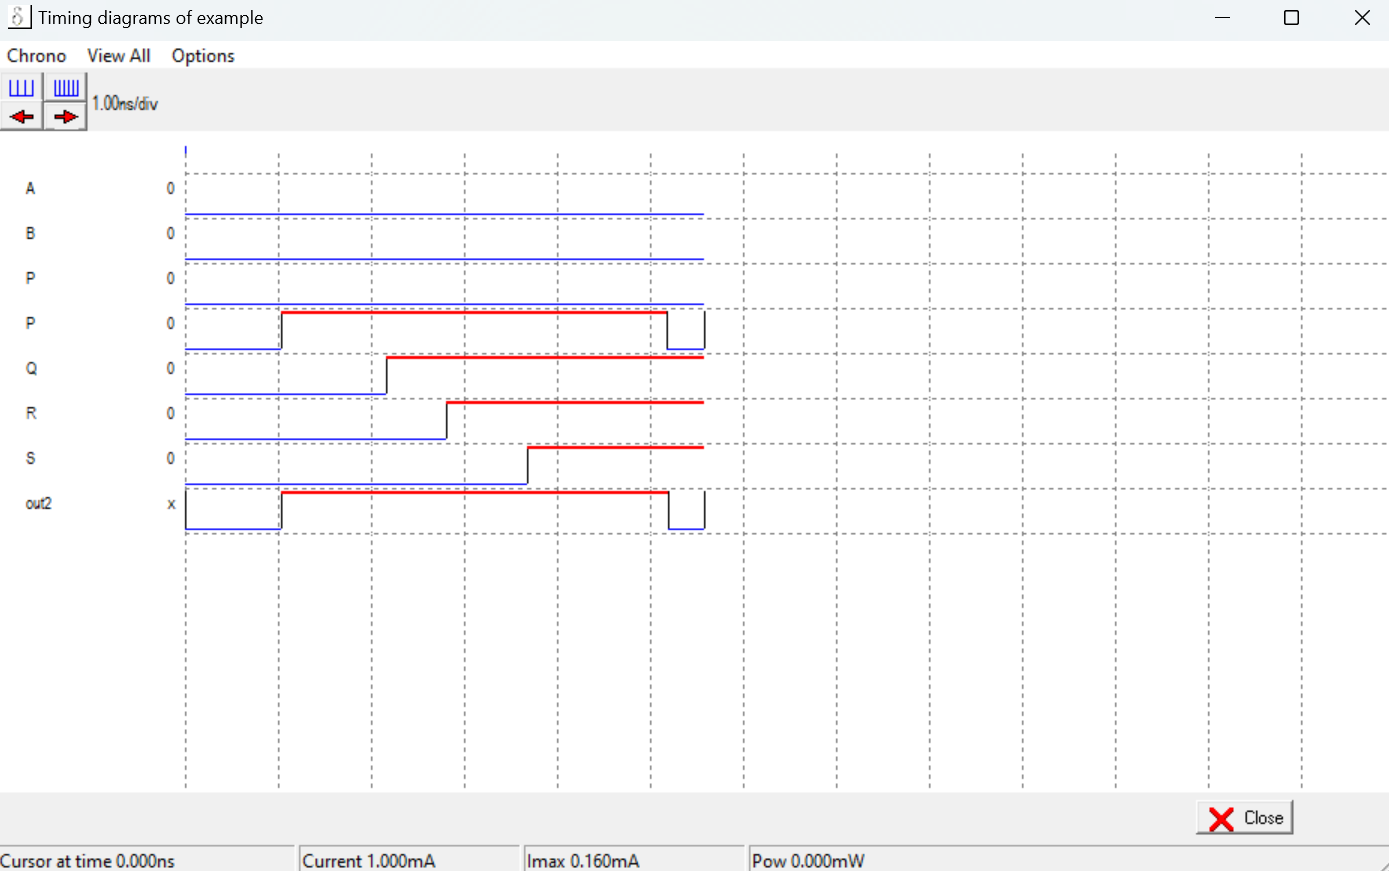 δ Timing diagrams of example
Chrono View All Options
1.00ns/div
A 0
B 0
P 0
P 0
Q 0
R 0
S 0
out2 x
Close
Cursor at time 0.000ns Current 1.000mA Imax 0.160mA Pow 0.000mW